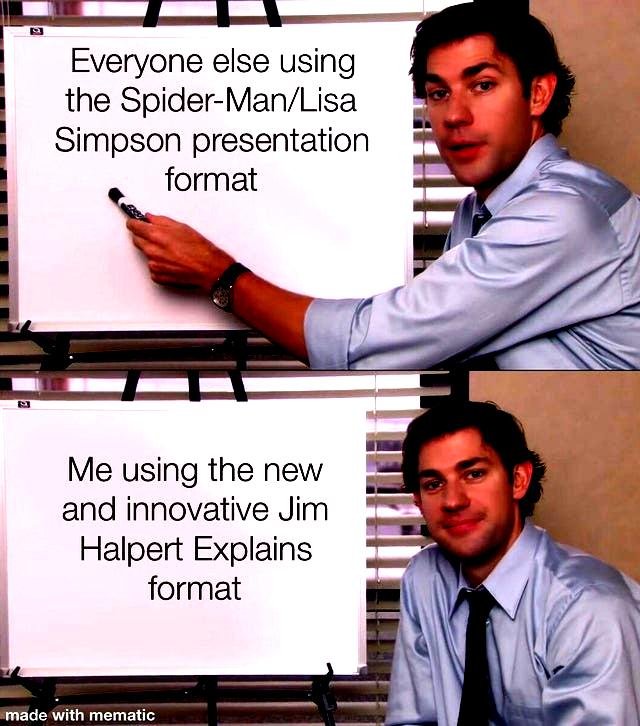 Everyone else using
the Spider-Man/Lisa
Simpson presentation
format
Me using the new
and innovative Jim
Halpert Explains
format
made with mematic